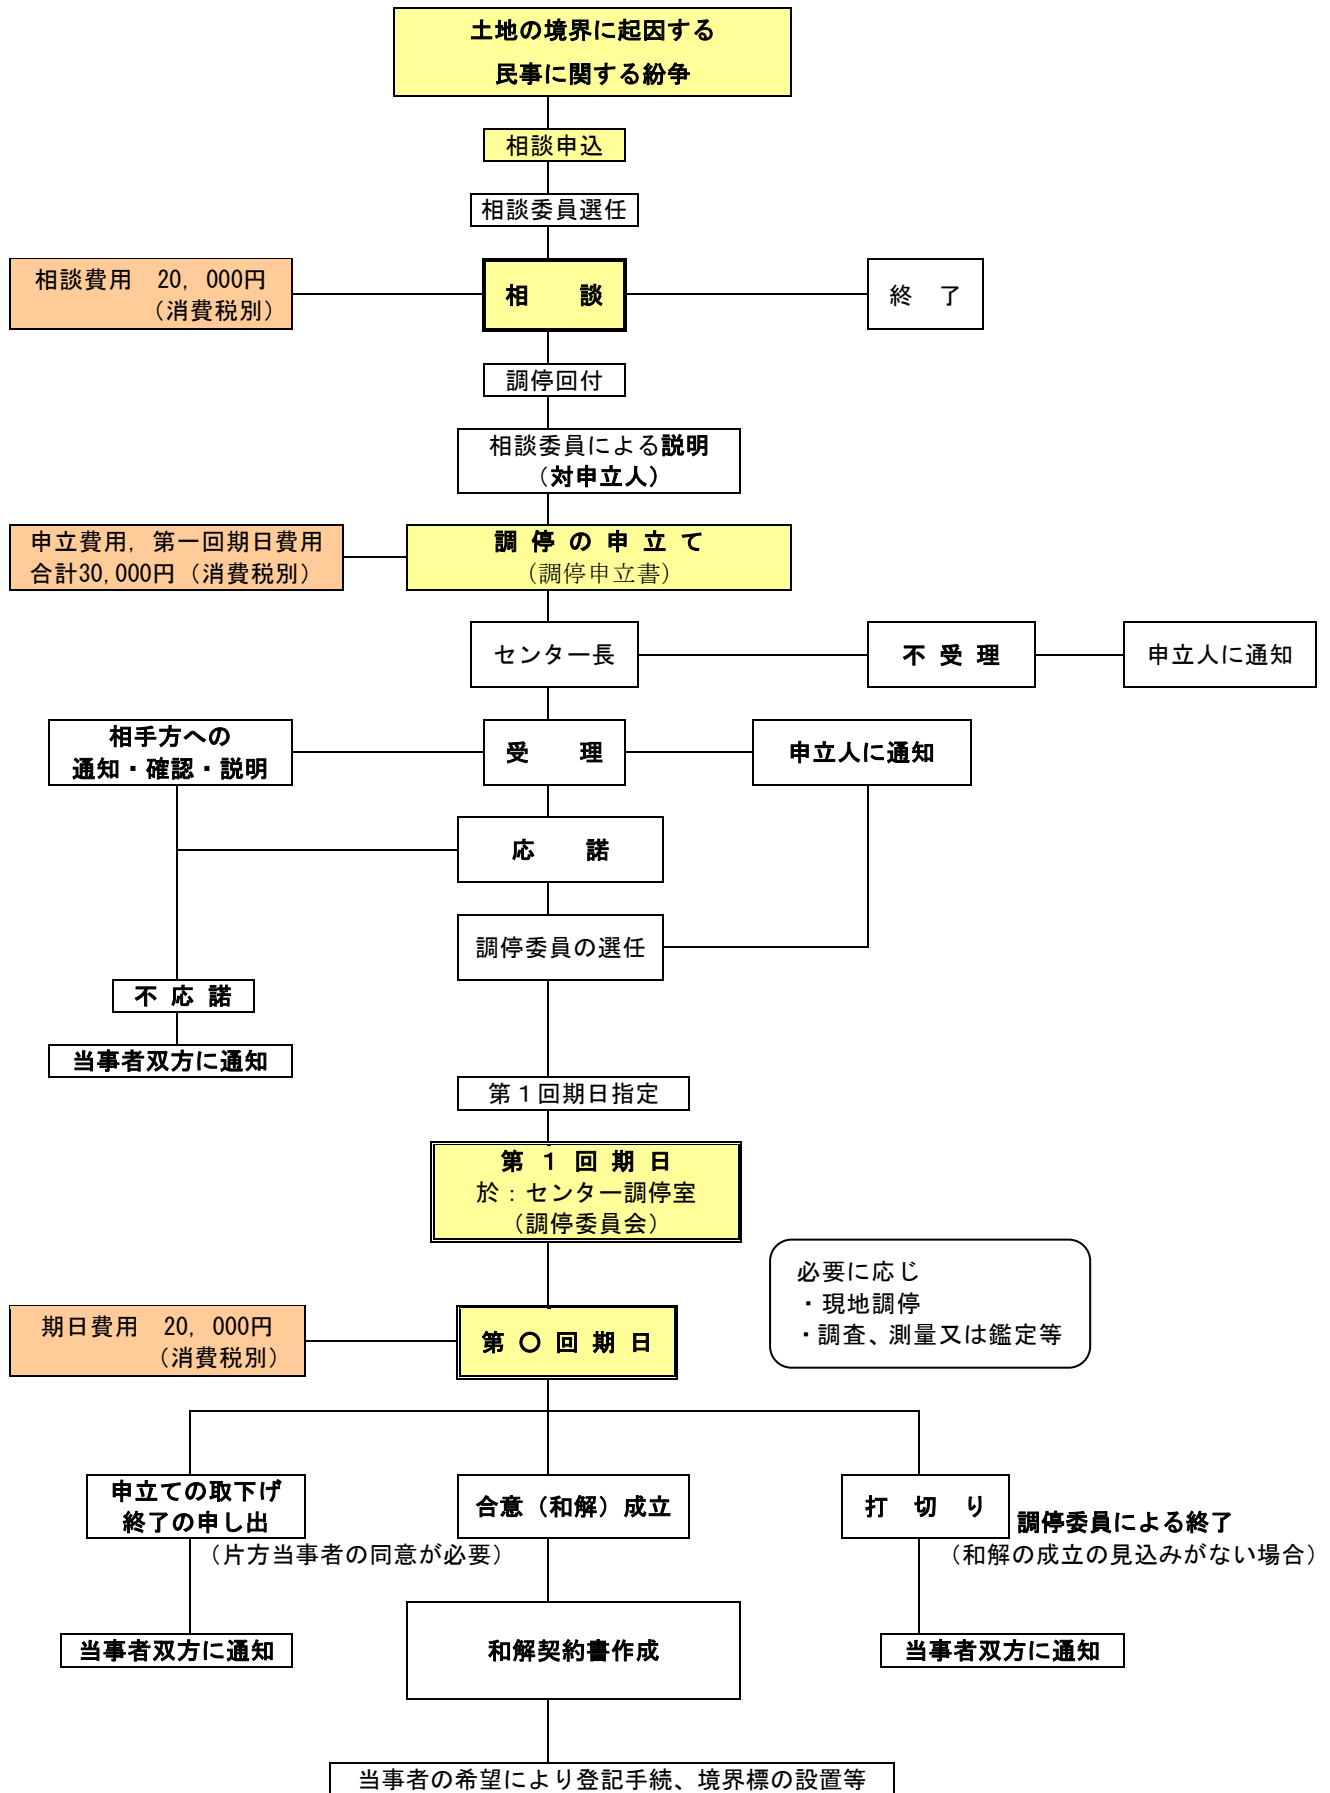 土地の境界に起因する
民事に関する紛争
相談申込
相談委員選任
相談費用　20,000円
（消費税別）
相　　談
終　了
調停回付
相談委員による説明
（対申立人）
申立費用,第一回期日費用
合計30,000円（消費税別）
調 停 の 申 立 て
（調停申立書）
センター長
不 受 理
申立人に通知
相手方への
通知・確認・説明
受　　理
申立人に通知
応　　諾
調停委員の選任
不 応 諾
当事者双方に通知
第１回期日指定
第 １ 回 期 日
於：センター調停室
（調停委員会）
必要に応じ
・現地調停
・調査、測量又は鑑定等
期日費用　20,000円
（消費税別）
第 〇 回 期 日
申立ての取下げ
終了の申し出
（片方当事者の同意が必要）
合意（和解）成立
打　切　り
調停委員による終了
（和解の成立の見込みがない場合）
当事者双方に通知
和解契約書作成
当事者双方に通知
当事者の希望により登記手続、境界標の設置等